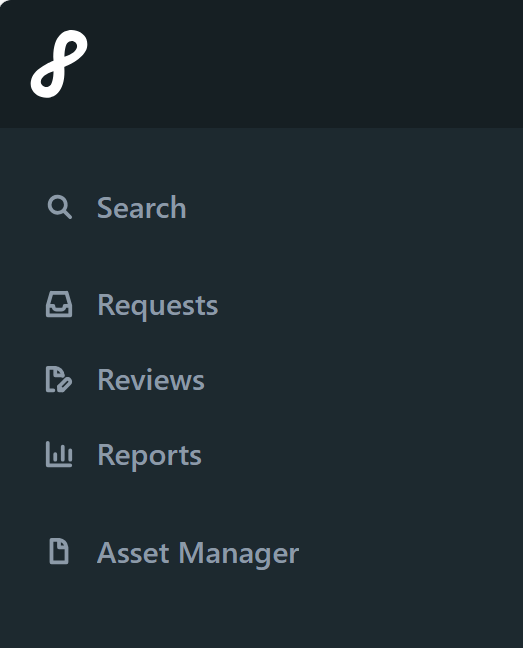 Search
Requests
Reviews
Reports
Asset Manager